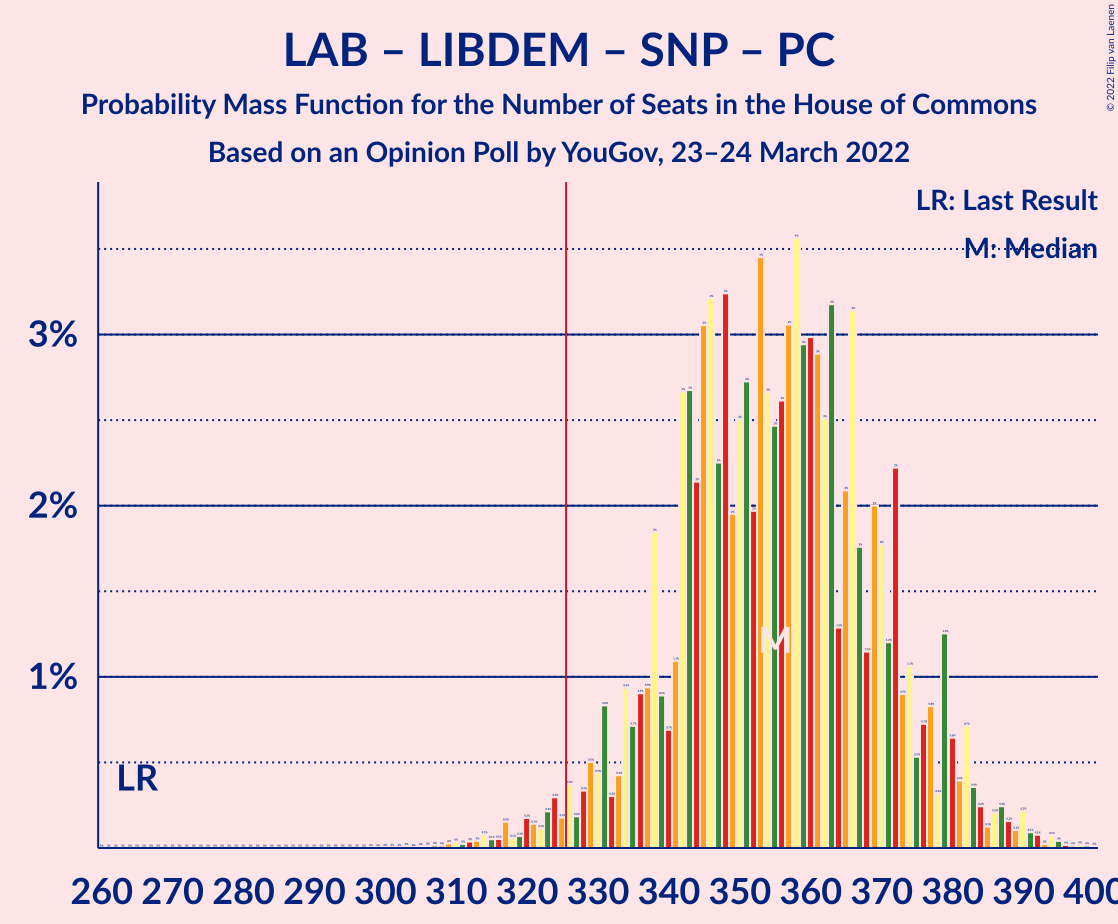 LAB – LIBDEM – SNP – PC
Probability Mass Function for the Number of Seats in the House of Commons
Based on an Opinion Poll by YouGov, 23–24 March 2022
© 2022 Filip van Laenen
LR: Last Result
M: Median
3%
2%
1%
M
LR
260 270 280 290 300 310 320 330 340 350 360 370 380 390 400